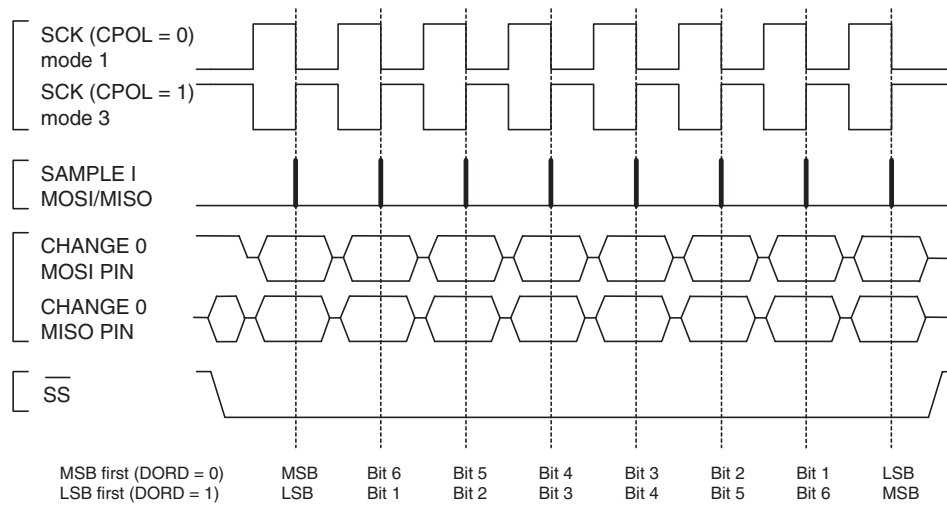 SCK (CPOL = 0)
mode 1
SCK (CPOL = 1)
mode 3
SAMPLE I
MOSI/MISO
CHANGE 0
MOSI PIN
CHANGE 0
MISO PIN
SS
MSB first (DORD = 0) MSB Bit 6 Bit 5 Bit 4 Bit 3 Bit 2 Bit 1 LSB
LSB first (DORD = 1) LSB Bit 1 Bit 2 Bit 3 Bit 4 Bit 5 Bit 6 MSB